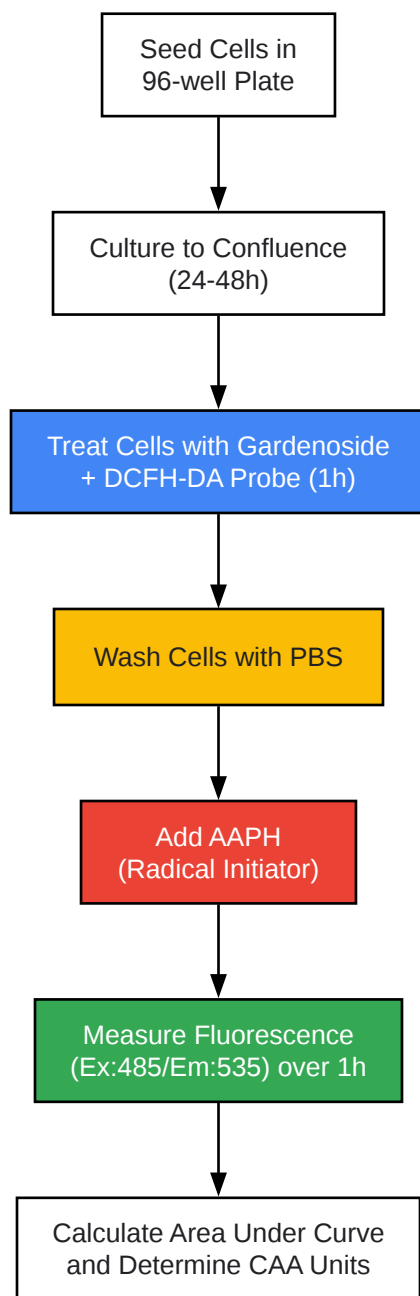 Seed Cells in
96-well Plate
Culture to Confluence
(24-48h)
Treat Cells with Gardenoside
+ DCFH-DA Probe (1h)
Wash Cells with PBS
Add AAPH
(Radical Initiator)
Measure Fluorescence
(Ex:485/Em:535) over 1h
Calculate Area Under Curve
and Determine CAA Units